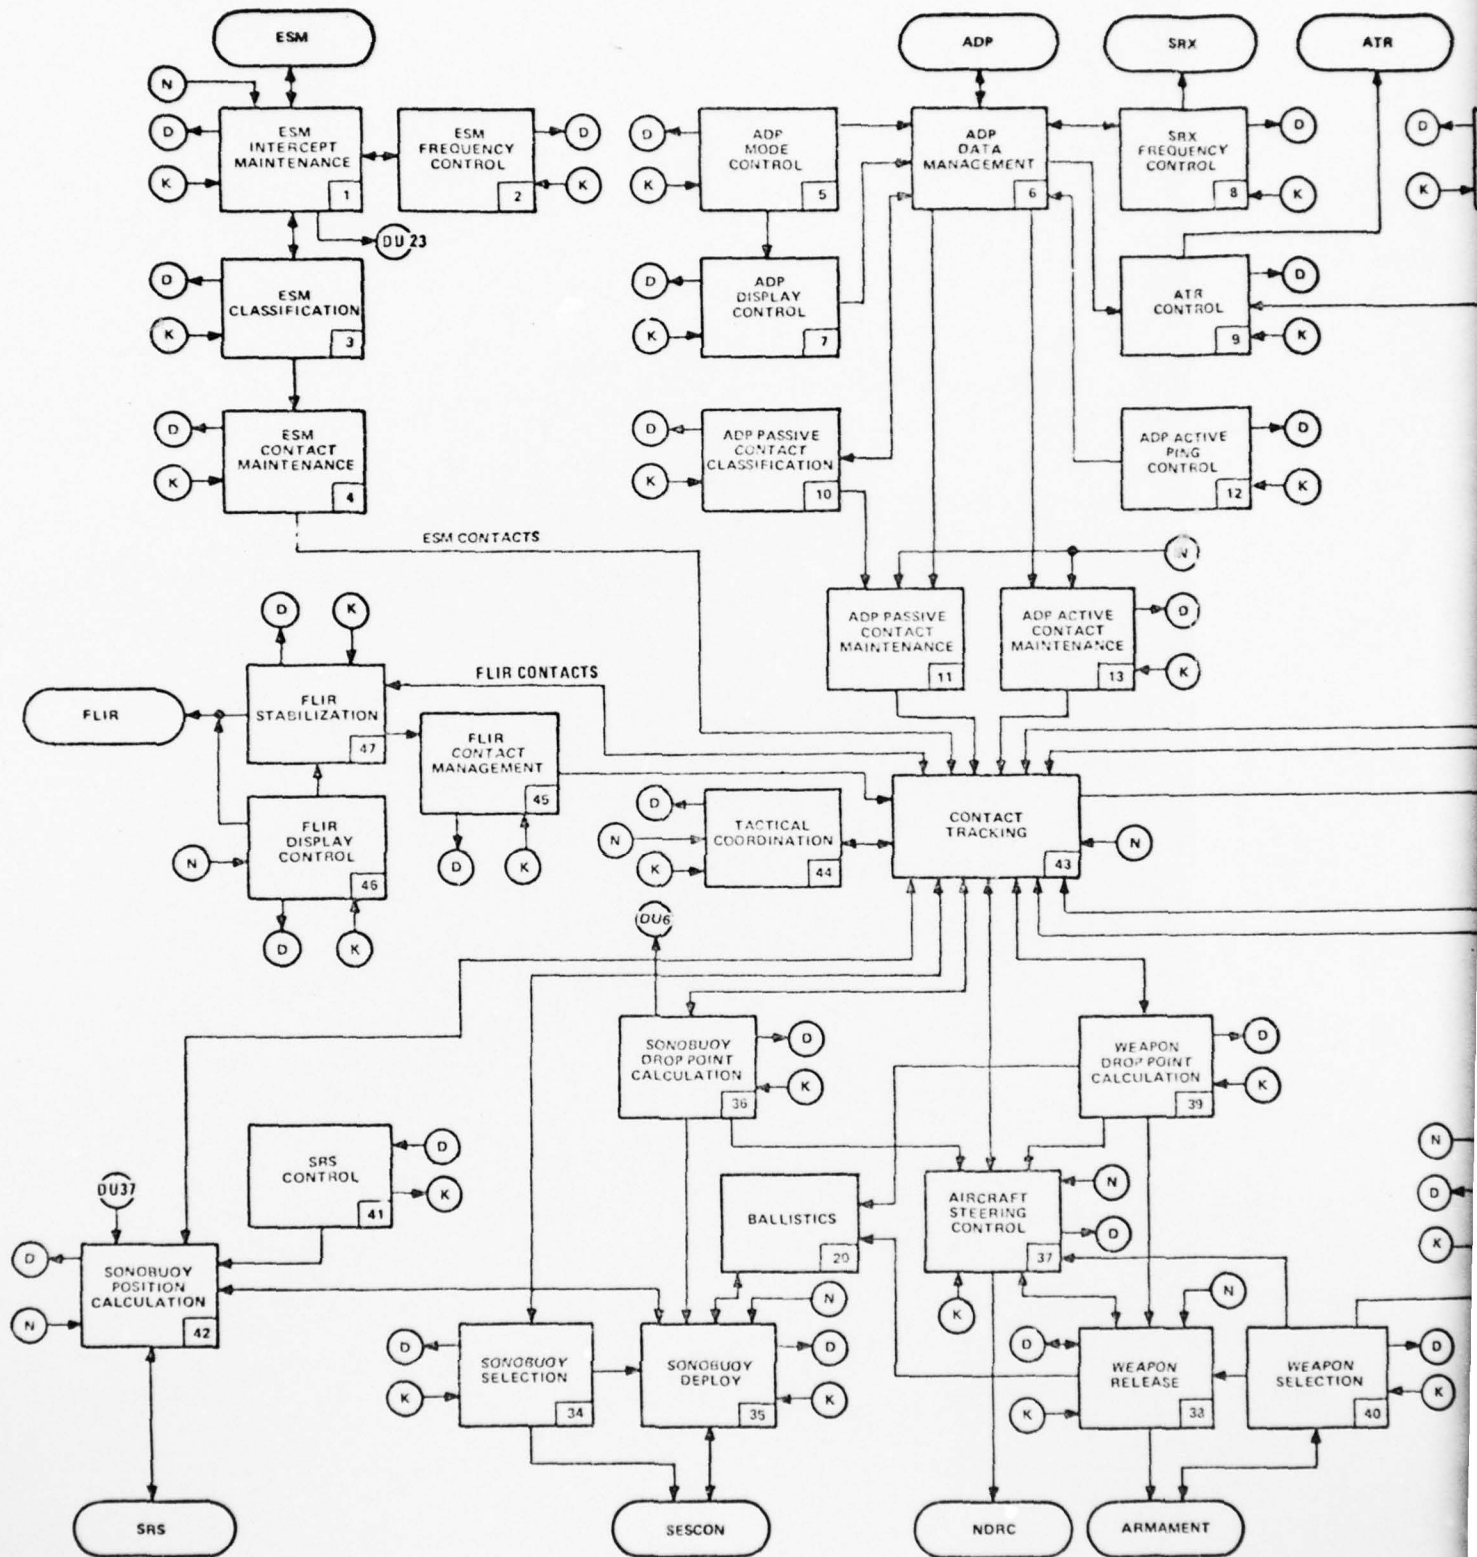 ESM
ADP
SRX
ATR
N
D
ESM
INTERCEPT
MAINTENANCE
1
K
ESM
FREQUENCY
CONTROL
2
D
K
DU 23
D
ADP
MODE
CONTROL
5
K
ADP
DATA
MANAGEMENT
6
SRX
FREQUENCY
CONTROL
8
D
K
D
K
D
ESM
CLASSIFICATION
3
K
D
ADP
DISPLAY
CONTROL
7
K
ATR
CONTROL
9
D
K
D
ESM
CONTACT
MAINTENANCE
4
K
D
ADP PASSIVE
CONTACT
CLASSIFICATION
10
K
ADP ACTIVE
PING
CONTROL
12
D
K
ESM CONTACTS
N
ADP PASSIVE
CONTACT
MAINTENANCE
11
ADP ACTIVE
CONTACT
MAINTENANCE
13
D
K
D
K
FLIR CONTACTS
FLIR
FLIR
STABILIZATION
47
FLIR
CONTACT
MANAGEMENT
45
D
K
N
FLIR
DISPLAY
CONTROL
46
D
K
D
N
K
TACTICAL
COORDINATION
44
CONTACT
TRACKING
43
N
DU6
SONOBUOY
DROP POINT
CALCULATION
36
D
K
WEAPON
DROP POINT
CALCULATION
39
D
K
SRS
CONTROL
41
D
K
DU37
D
N
SONOBUOY
POSITION
CALCULATION
42
BALLISTICS
20
AIRCRAFT
STEERING
CONTROL
37
N
D
K
N
D
K
D
K
SONOBUOY
SELECTION
34
SONOBUOY
DEPLOY
35
N
D
K
D
K
WEAPON
RELEASE
38
N
WEAPON
SELECTION
40
D
K
SRS
SESCON
NDRC
ARMAMENT